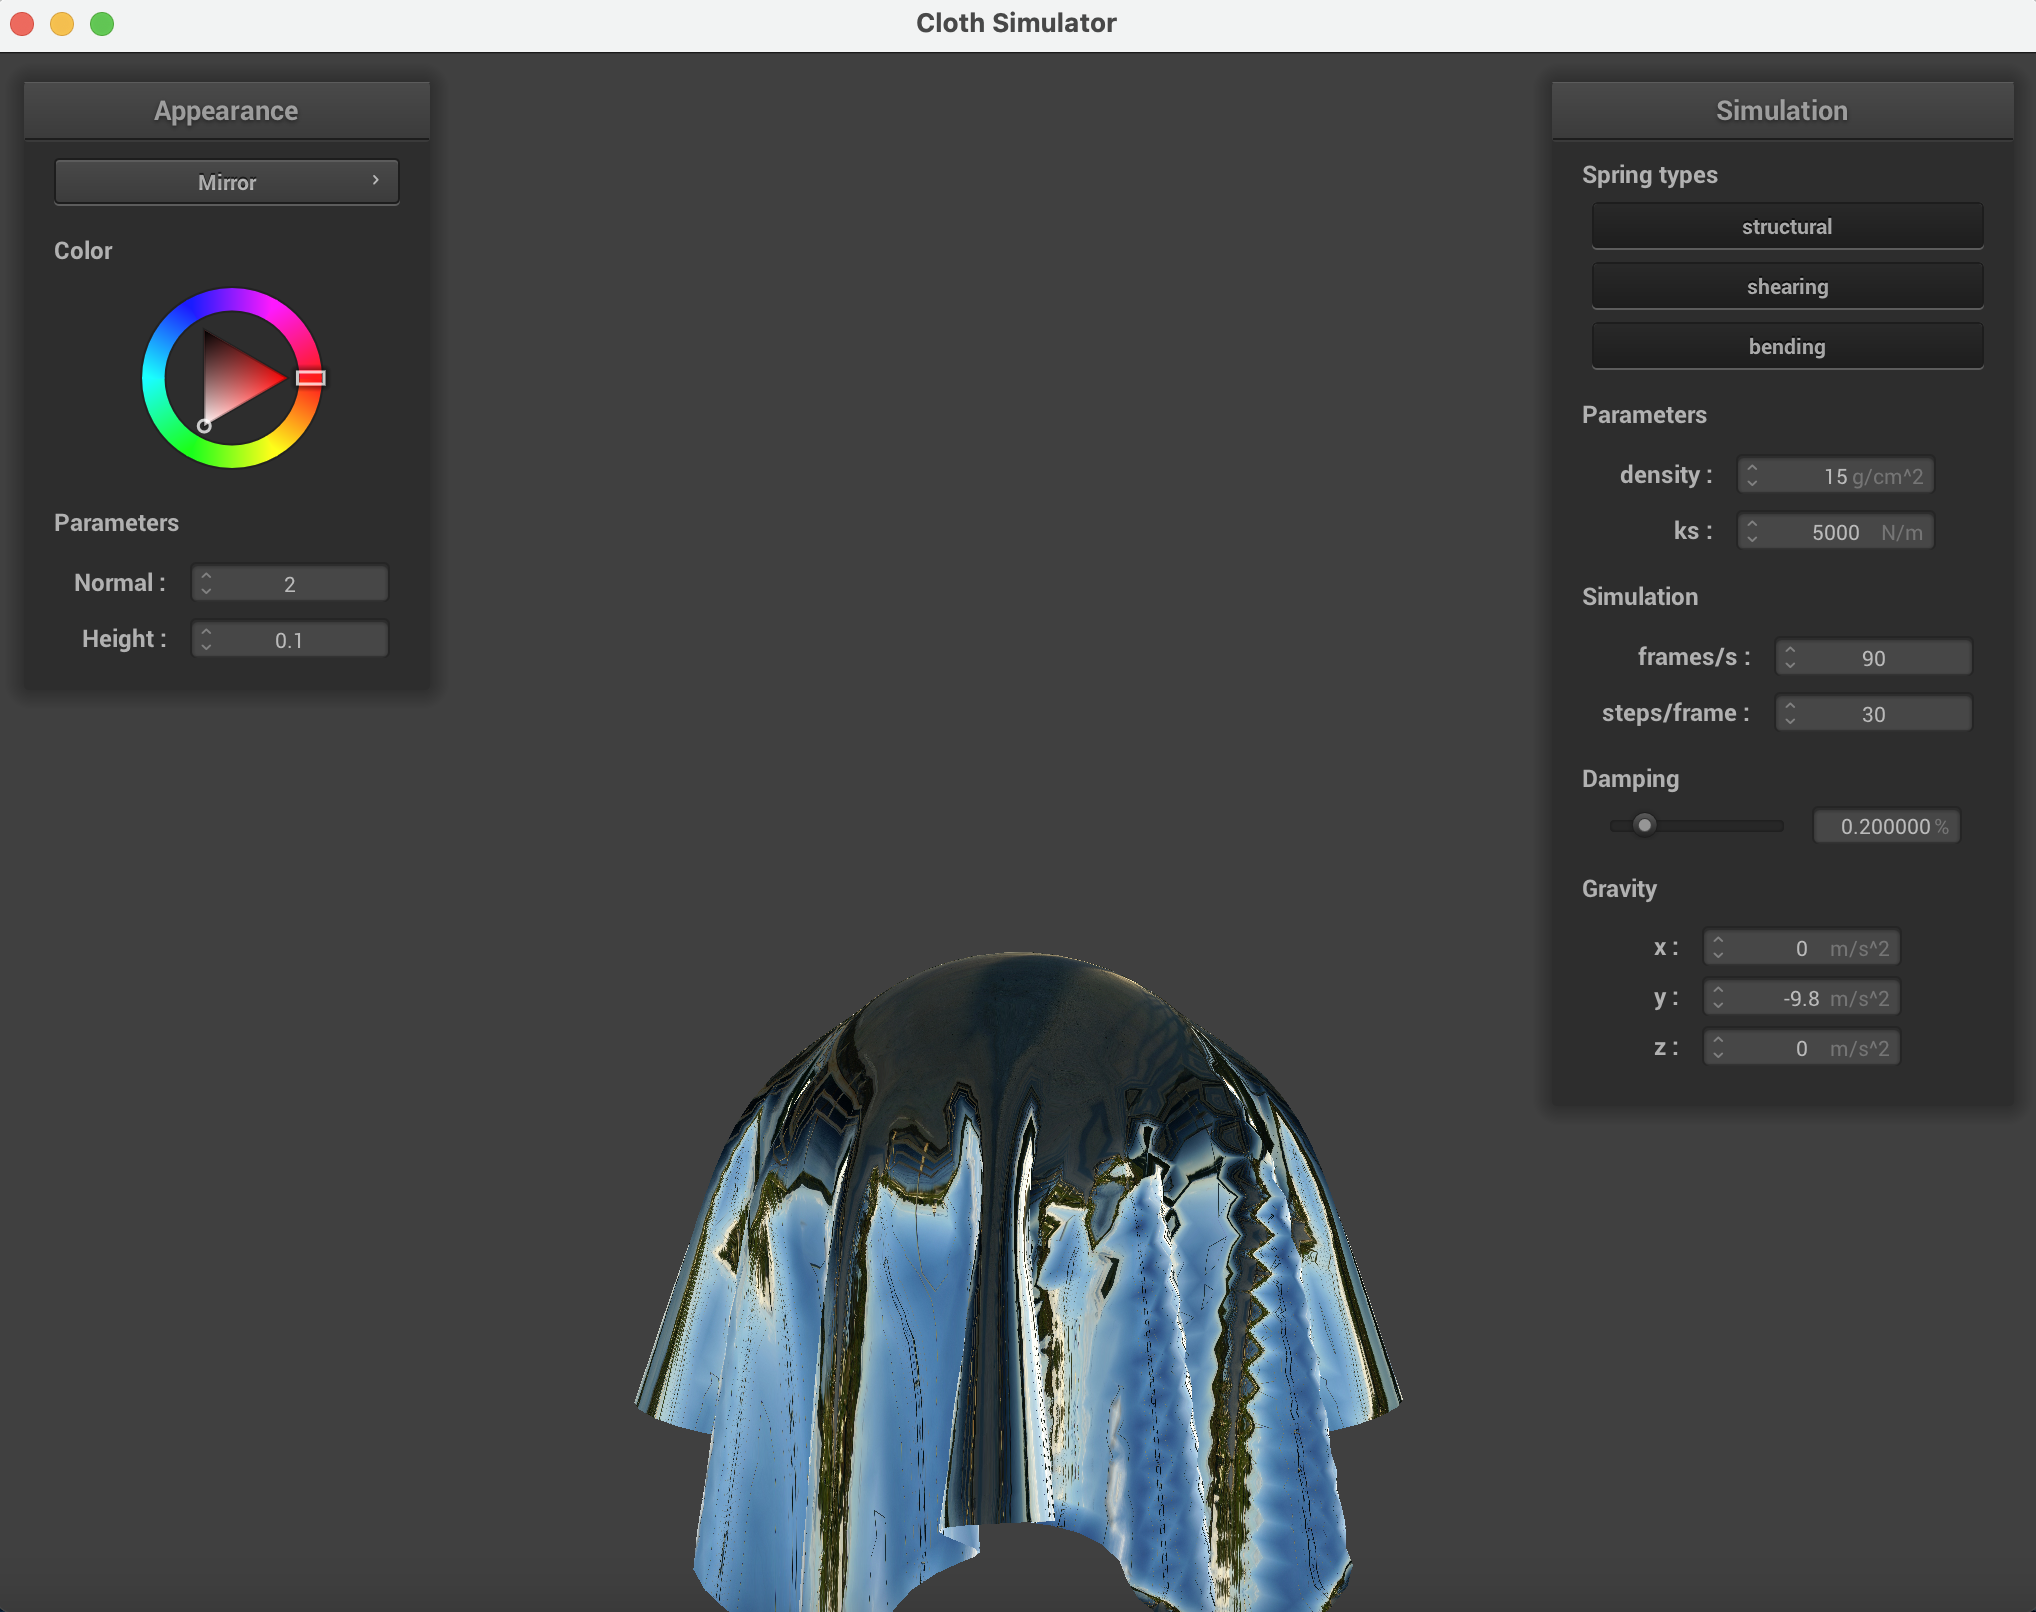 Cloth Simulator
Appearance
Mirror
Color
Parameters
Normal : 2
Height : 0.1
Simulation
Spring types
structural
shearing
bending
Parameters
density : 15 g/cm^2
ks : 5000 N/m
Simulation
frames/s : 90
steps/frame : 30
Damping
0.200000 %
Gravity
x : 0 m/s^2
y : -9.8 m/s^2
z : 0 m/s^2